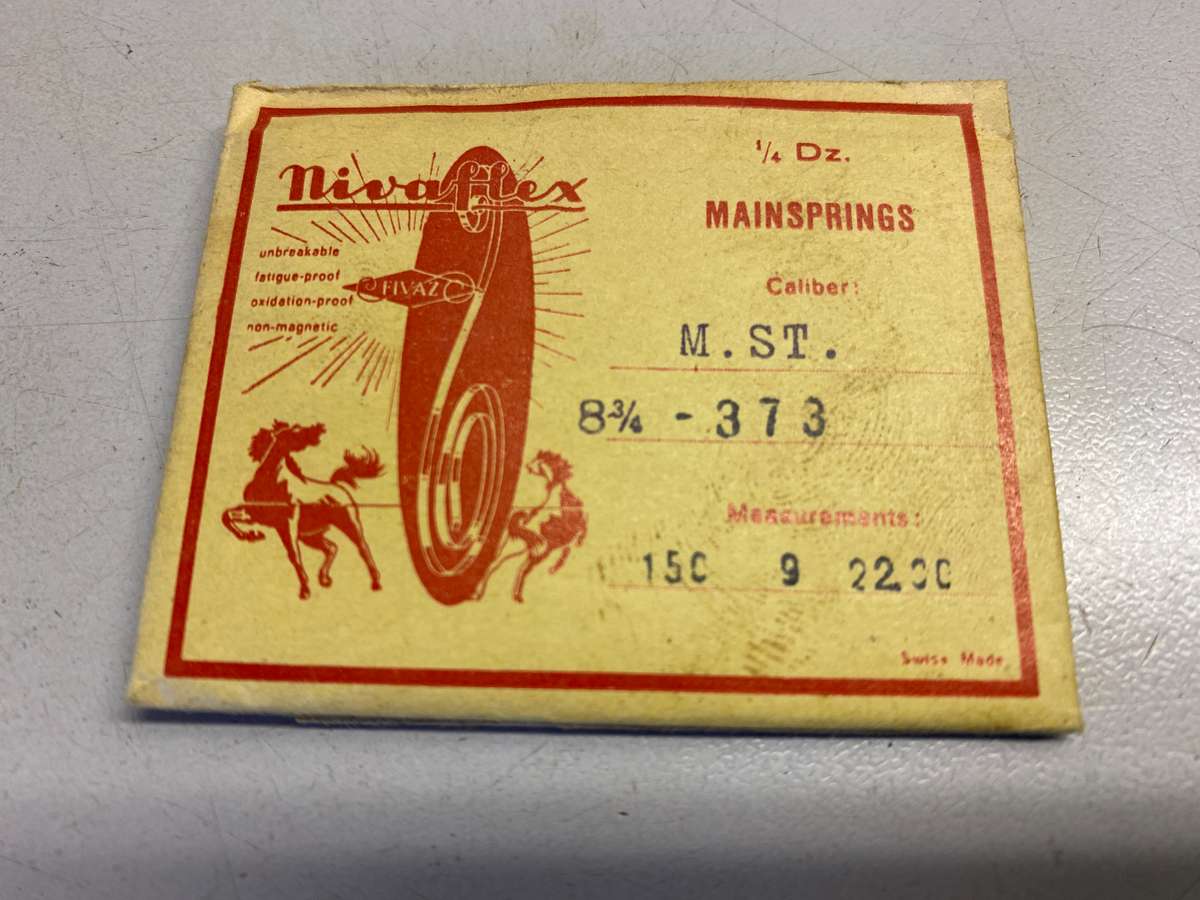 Nivaflex
unbreakable
fatigue-proof
oxidation-proof
non-magnetic
FIVAZ
1/4 Dz.
MAINSPRINGS
Caliber:
M.ST.
8¾ - 373
Measurements:
150 9 22.00
Swiss Made